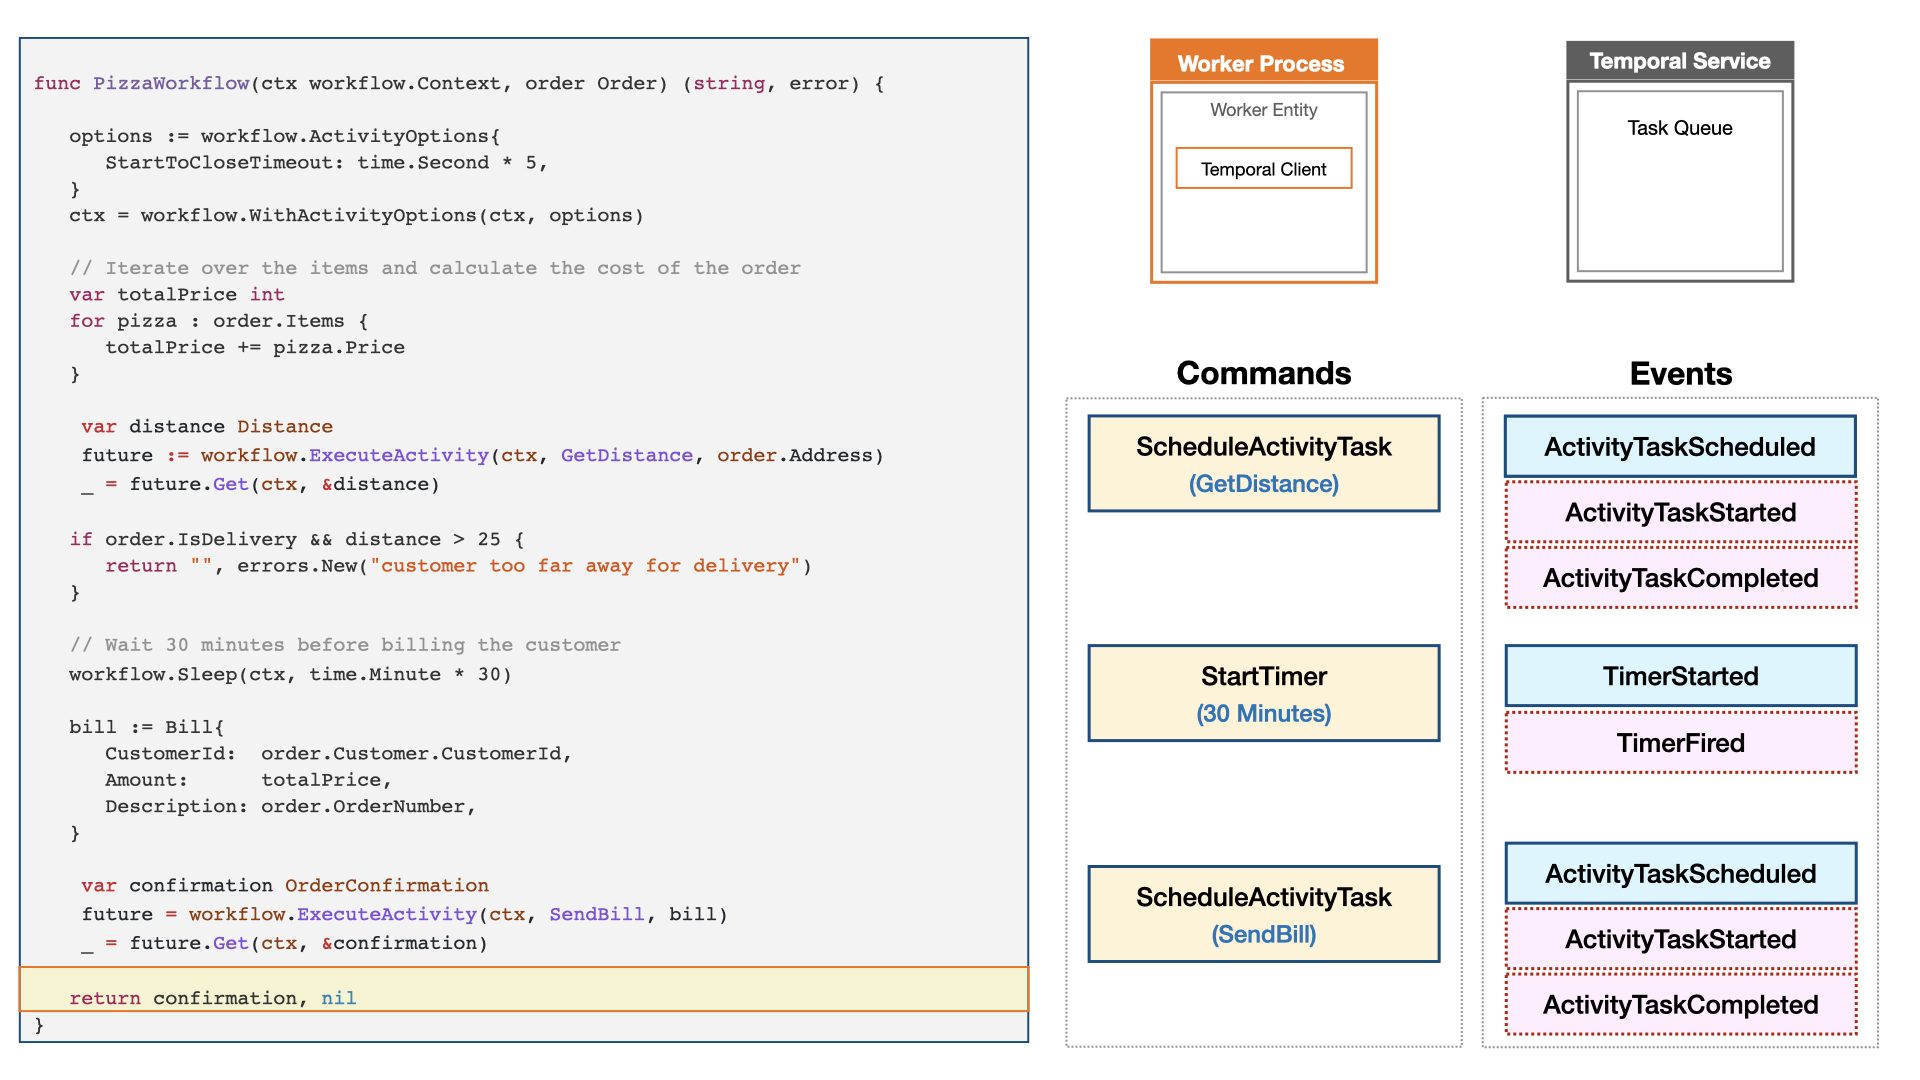 func PizzaWorkflow(ctx workflow.Context, order Order) (string, error) {
options := workflow.ActivityOptions{
StartToCloseTimeout: time.Second * 5,
}
ctx = workflow.WithActivityOptions(ctx, options)
// Iterate over the items and calculate the cost of the order
var totalPrice int
for pizza : order.Items {
totalPrice += pizza.Price
}
var distance Distance
future := workflow.ExecuteActivity(ctx, GetDistance, order.Address)
_ = future.Get(ctx, &distance)
if order.IsDelivery && distance > 25 {
return "", errors.New("customer too far away for delivery")
}
// Wait 30 minutes before billing the customer
workflow.Sleep(ctx, time.Minute * 30)
bill := Bill{
CustomerId: order.Customer.CustomerId,
Amount: totalPrice,
Description: order.OrderNumber,
}
var confirmation OrderConfirmation
future = workflow.ExecuteActivity(ctx, SendBill, bill)
_ = future.Get(ctx, &confirmation)
return confirmation, nil
}
Worker Process
Worker Entity
Temporal Client
Temporal Service
Task Queue
Commands
ScheduleActivityTask
(GetDistance)
StartTimer
(30 Minutes)
ScheduleActivityTask
(SendBill)
Events
ActivityTaskScheduled
ActivityTaskStarted
ActivityTaskCompleted
TimerStarted
TimerFired
ActivityTaskScheduled
ActivityTaskStarted
ActivityTaskCompleted